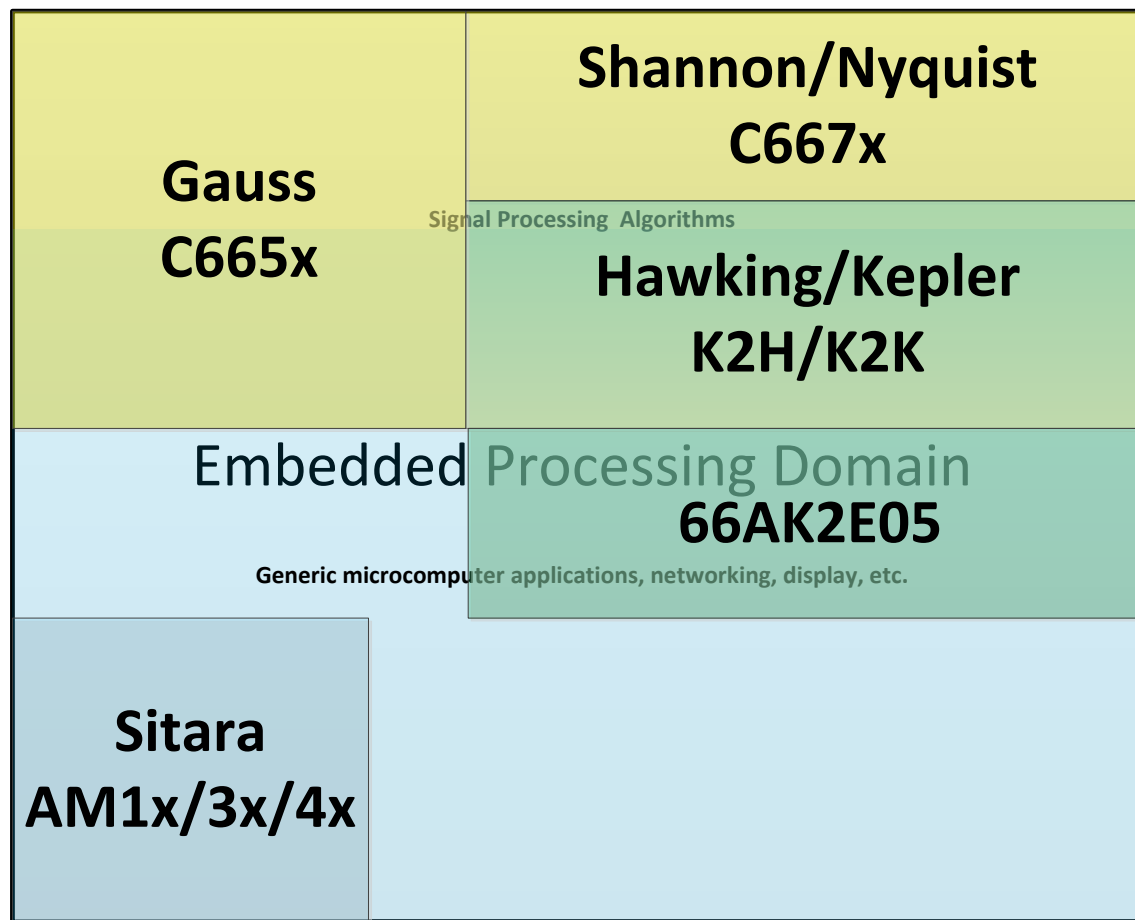 Shannon/Nyquist
C667x
Gauss
C665x
Signal Processing  Algorithms
Hawking/Kepler
K2H/K2K
Embedded Processing Domain
66AK2E05
Generic microcomputer applications, networking, display, etc.
Sitara
AM1x/3x/4x